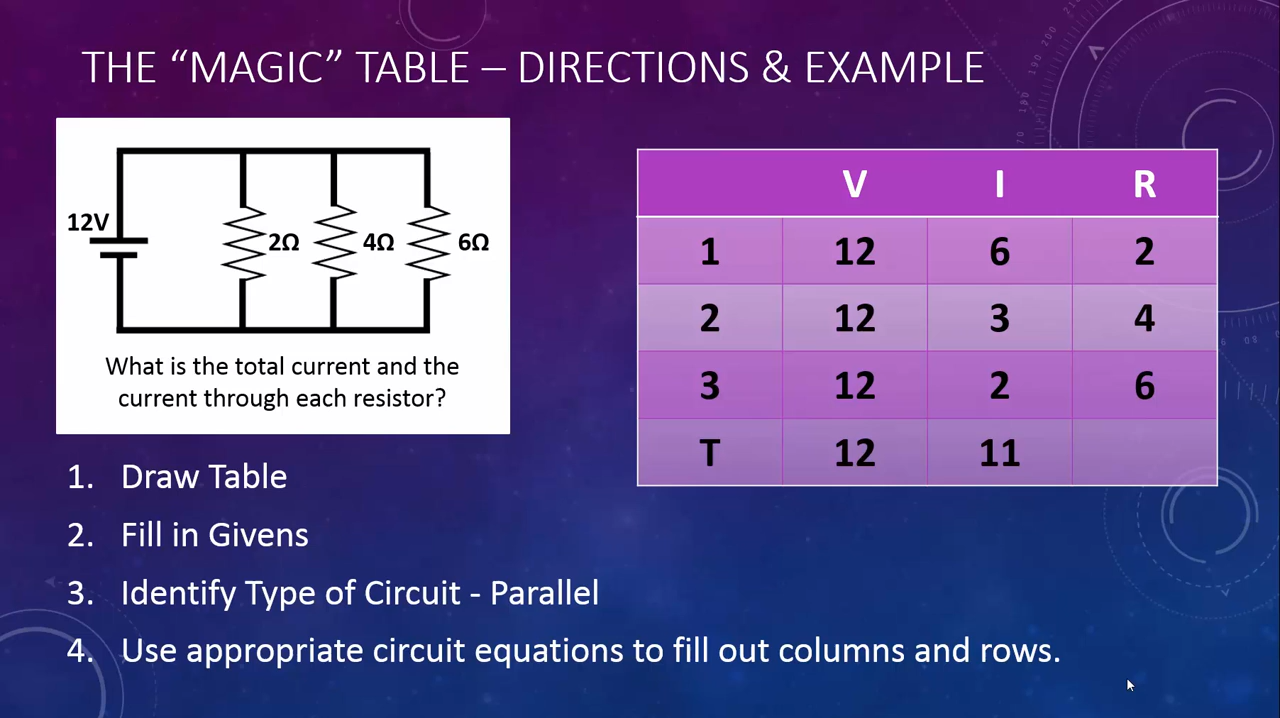 THE “MAGIC” TABLE – DIRECTIONS & EXAMPLE
12V
2Ω 4Ω 6Ω
What is the total current and the
current through each resistor?
V I R
1 12 6 2
2 12 3 4
3 12 2 6
T 12 11
1. Draw Table
2. Fill in Givens
3. Identify Type of Circuit - Parallel
4. Use appropriate circuit equations to fill out columns and rows.